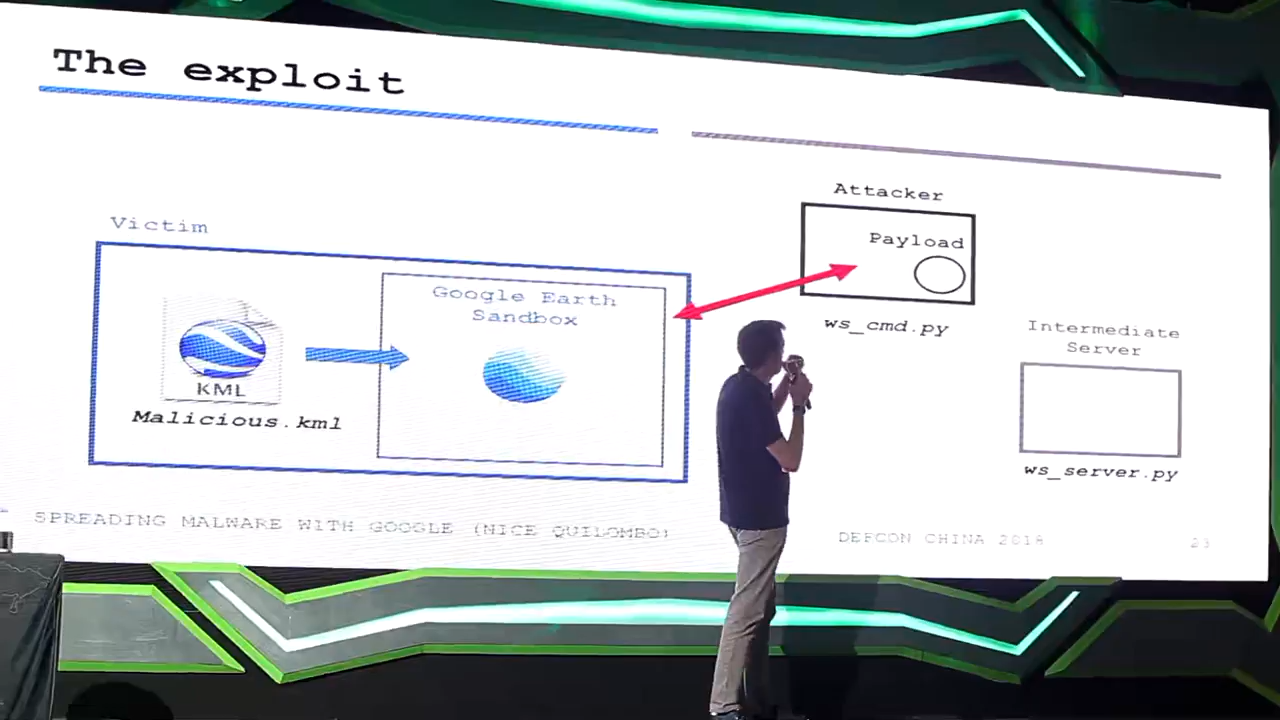 The exploit
Attacker
Payload
Victim
Google Earth
Sandbox
ws_cmd.py
Intermediate
Server
KML
Malicious.kml
ws_server.py
SPREADING MALWARE WITH GOOGLE (NICE QUILOMBO)
DEFCON CHINA 2018
23